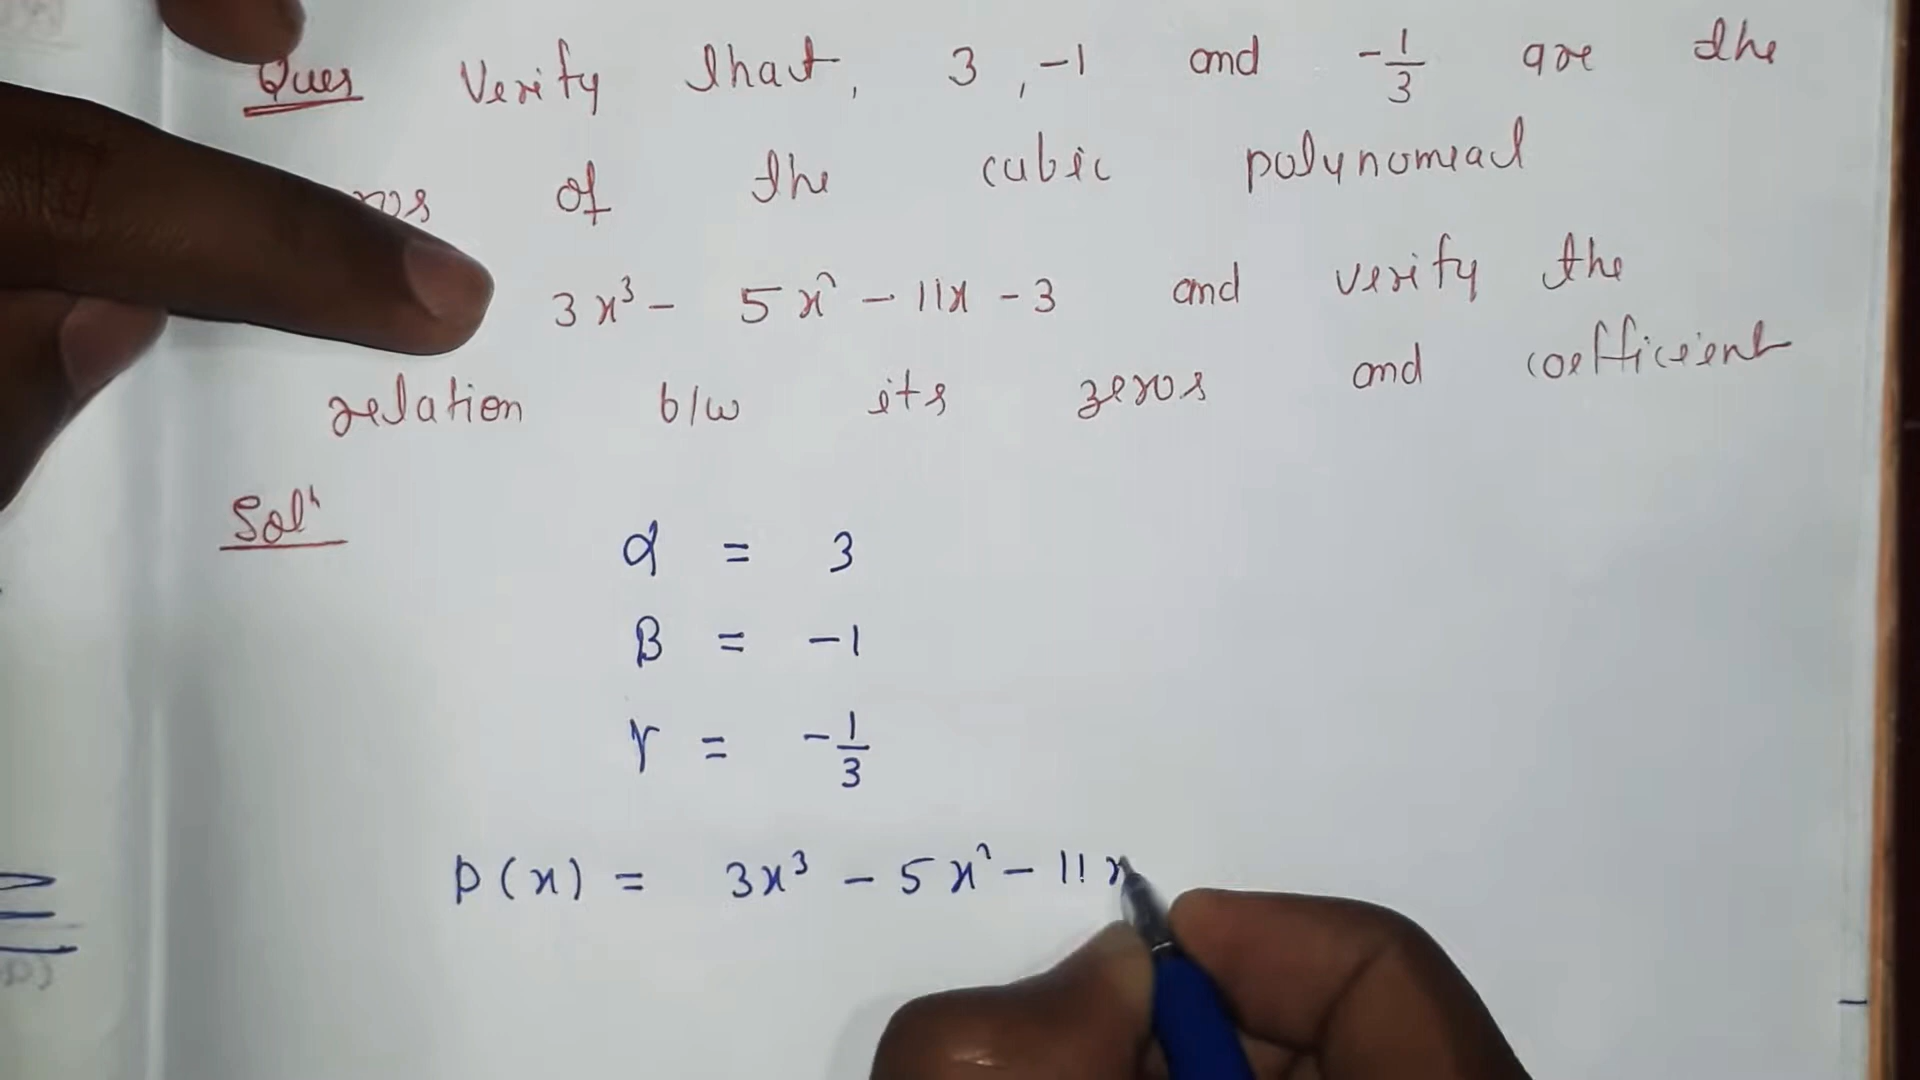 Ques Verify that, 3, -1 and -1/3 are the
of the cubic polynomial
3x³ - 5x² - 11x - 3 and verify the
relation b/w its zeros and coefficient
Solⁿ
α = 3
β = -1
γ = -1/3
P(x) = 3x³ - 5x² - 11x